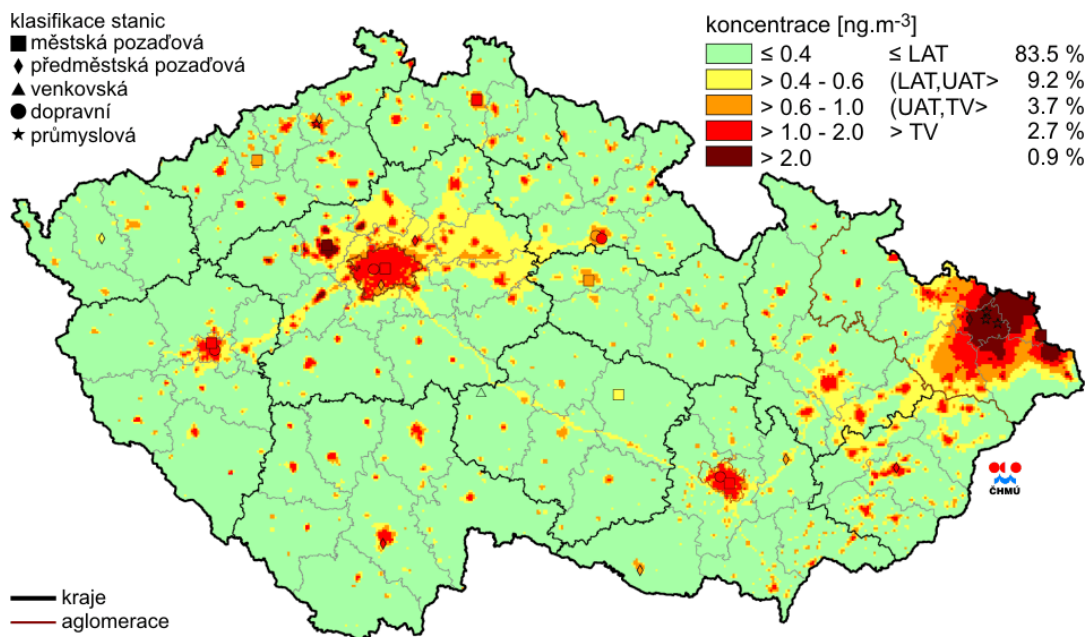 klasifikace stanic
městská pozaďová
předměstská pozaďová
venkovská
dopravní
průmyslová
koncentrace [ng.m-3]
≤ 0.4 ≤ LAT 83.5 %
> 0.4 - 0.6 (LAT,UAT> 9.2 %
> 0.6 - 1.0 (UAT,TV> 3.7 %
> 1.0 - 2.0 > TV 2.7 %
> 2.0 0.9 %
ČHMÚ
kraje
aglomerace